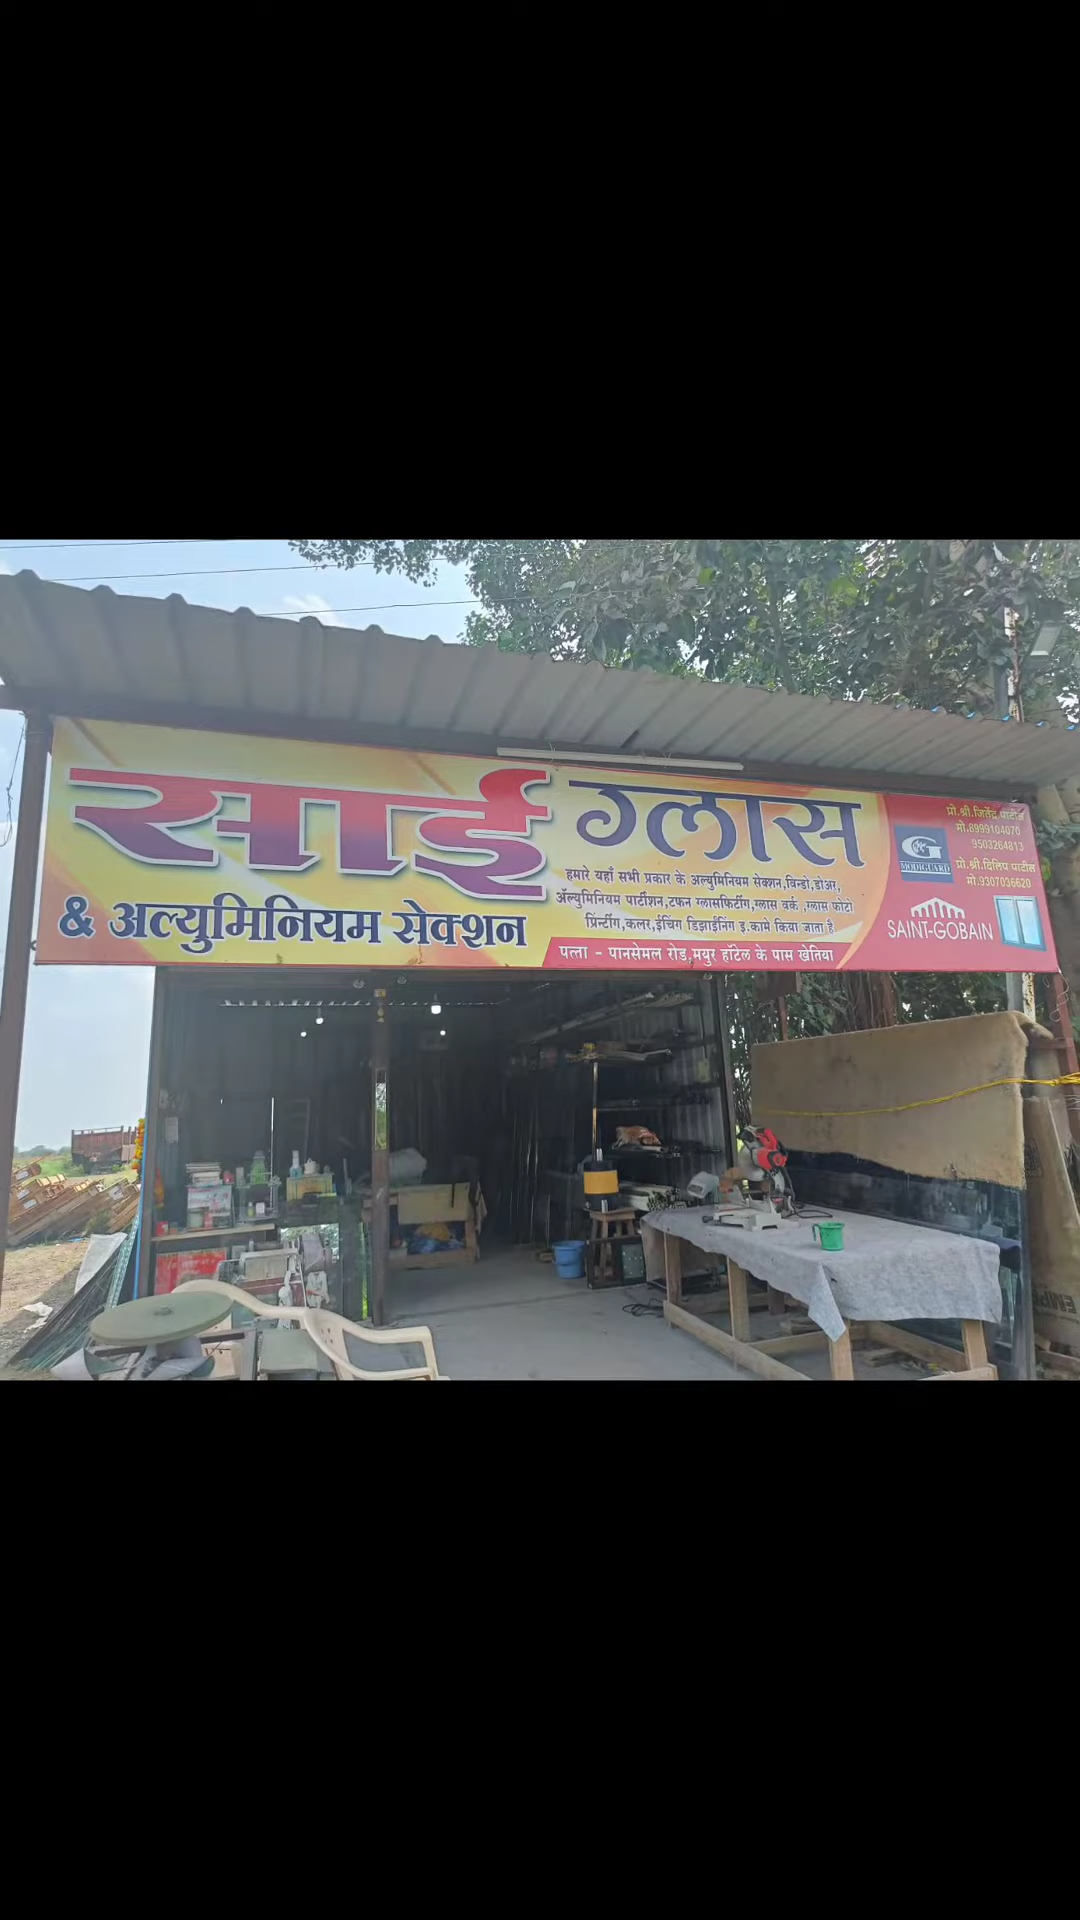 साई ग्लास
& अल्युमिनियम सेक्शन
हमारे यहाँ सभी प्रकार के अल्युमिनियम सेक्शन,विन्डो,डोअर,
ॲल्युमिनियम पार्टीशन,टफन ग्लासफिटींग,ग्लास वर्क ,ग्लास फोटो
प्रिंन्टींग,कलर,ईचिंग डिझाईनिंग इ.कामे किया जाता है
पत्ता - पानसेमल रोड,मयुर हॉटेल के पास खेतिया
प्रो.श्री.जितेंद्र पाटील
मो.8999104070
9503264813
प्रो.श्री.दिलिप पाटील
मो.9307036620
G
MODIGUARD
SAINT-GOBAIN